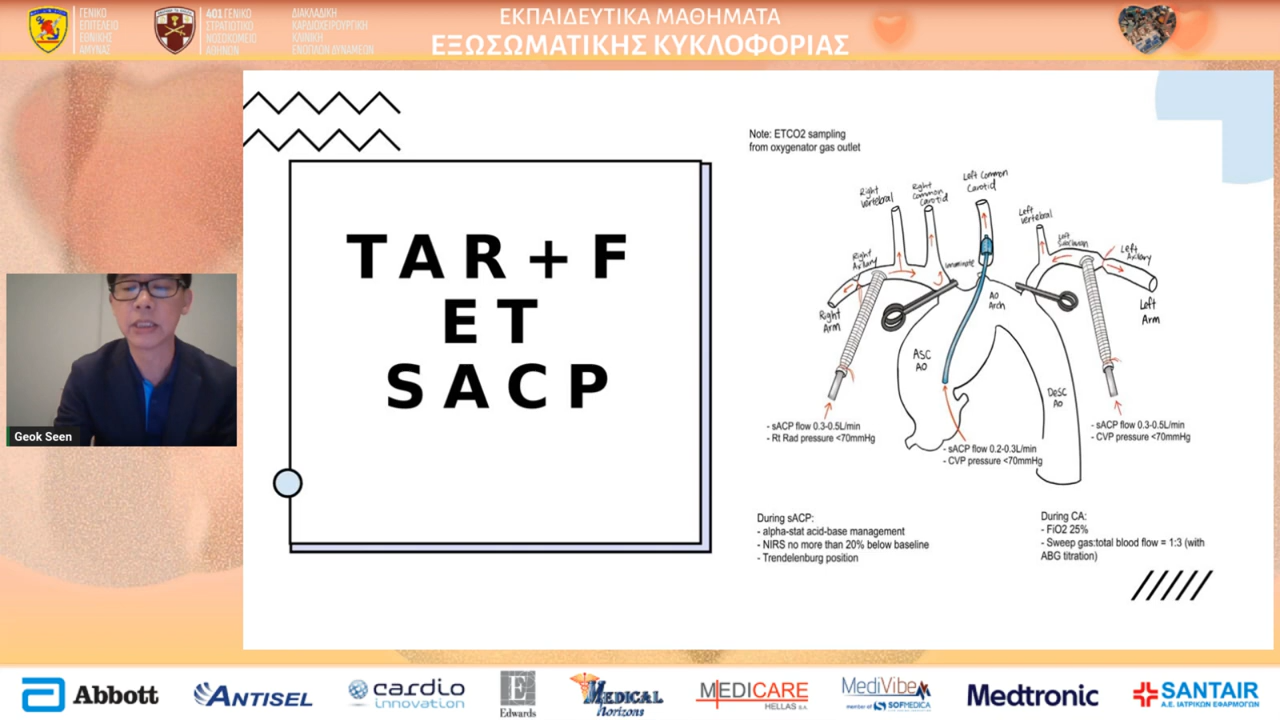 ΓΕΝΙΚΟ
ΕΠΙΤΕΛΕΙΟ
ΕΘΝΙΚΗΣ
ΑΜΥΝΑΣ
401 ΓΕΝΙΚΟ
ΣΤΡΑΤΙΩΤΙΚΟ
ΝΟΣΟΚΟΜΕΙΟ
ΑΘΗΝΩΝ
ΔΙΑΚΛΑΔΙΚΗ
ΚΑΡΔΙΟΧΕΙΡΟΥΡΓΙΚΗ
ΚΛΙΝΙΚΗ
ΕΝΟΠΛΩΝ ΔΥΝΑΜΕΩΝ
ΕΚΠΑΙΔΕΥΤΙΚΑ ΜΑΘΗΜΑΤΑ
ΕΞΩΣΩΜΑΤΙΚΗΣ ΚΥΚΛΟΦΟΡΙΑΣ
Geok Seen
TAR+F
ET
SACP
Note: ETCO2 sampling
from oxygenator gas outlet
Right
vertebral
Right
Common
Carotid
Left Common
Carotid
Left
vertebral
Right
Axillary
Innominate
Left
Subclavian
Left
Axillary
Right
Arm
AO
Arch
Left
Arm
ASC
AO
DeSC
AO
- sACP flow 0.3-0.5L/min
- Rt Rad pressure <70mmHg
- sACP flow 0.2-0.3L/min
- CVP pressure <70mmHg
- sACP flow 0.3-0.5L/min
- CVP pressure <70mmHg
During sACP:
- alpha-stat acid-base management
- NIRS no more than 20% below baseline
- Trendelenburg position
During CA:
- FiO2 25%
- Sweep gas:total blood flow = 1:3 (with
ABG titration)
Abbott
ANTISEL
cardio
innovation
Edwards
MEDICAL
Horizons
MEDICARE
HELLAS S.A.
MediVibe
member of SOFMEDICA
Medtronic
SANTAIR
Α.Ε. ΙΑΤΡΙΚΩΝ ΕΦΑΡΜΟΓΩΝ